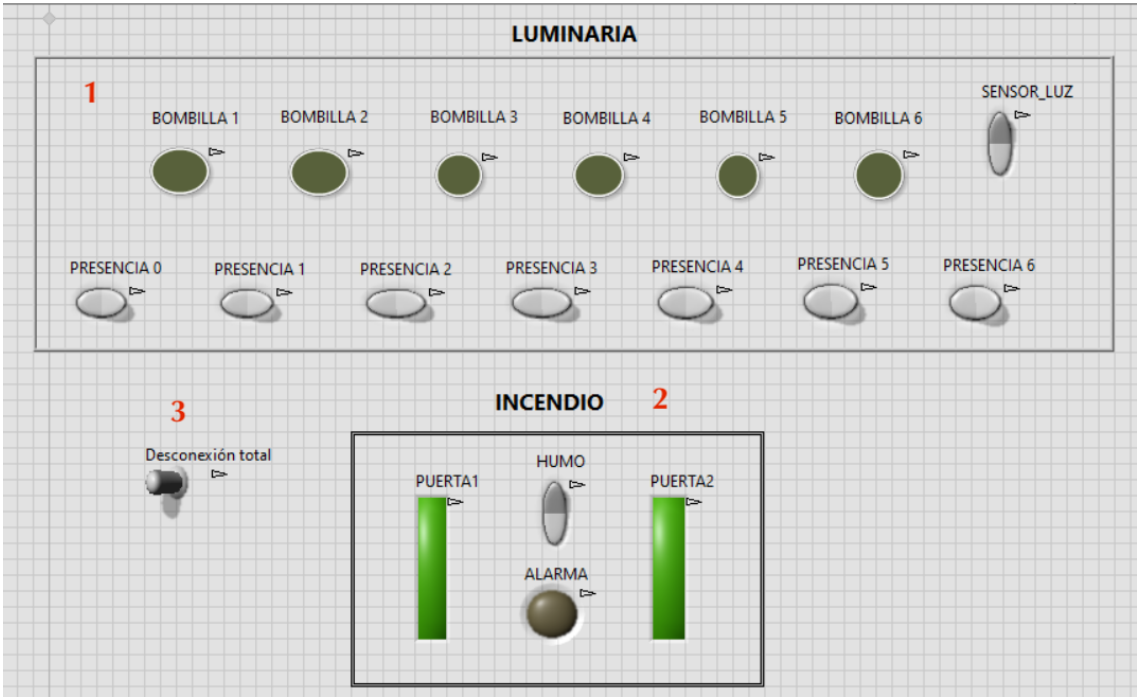 LUMINARIA
1
SENSOR_LUZ
BOMBILLA 1 BOMBILLA 2 BOMBILLA 3 BOMBILLA 4 BOMBILLA 5 BOMBILLA 6
PRESENCIA 0 PRESENCIA 1 PRESENCIA 2 PRESENCIA 3 PRESENCIA 4 PRESENCIA 5 PRESENCIA 6
INCENDIO 2
3
Desconexión total
HUMO
PUERTA1 PUERTA2
ALARMA